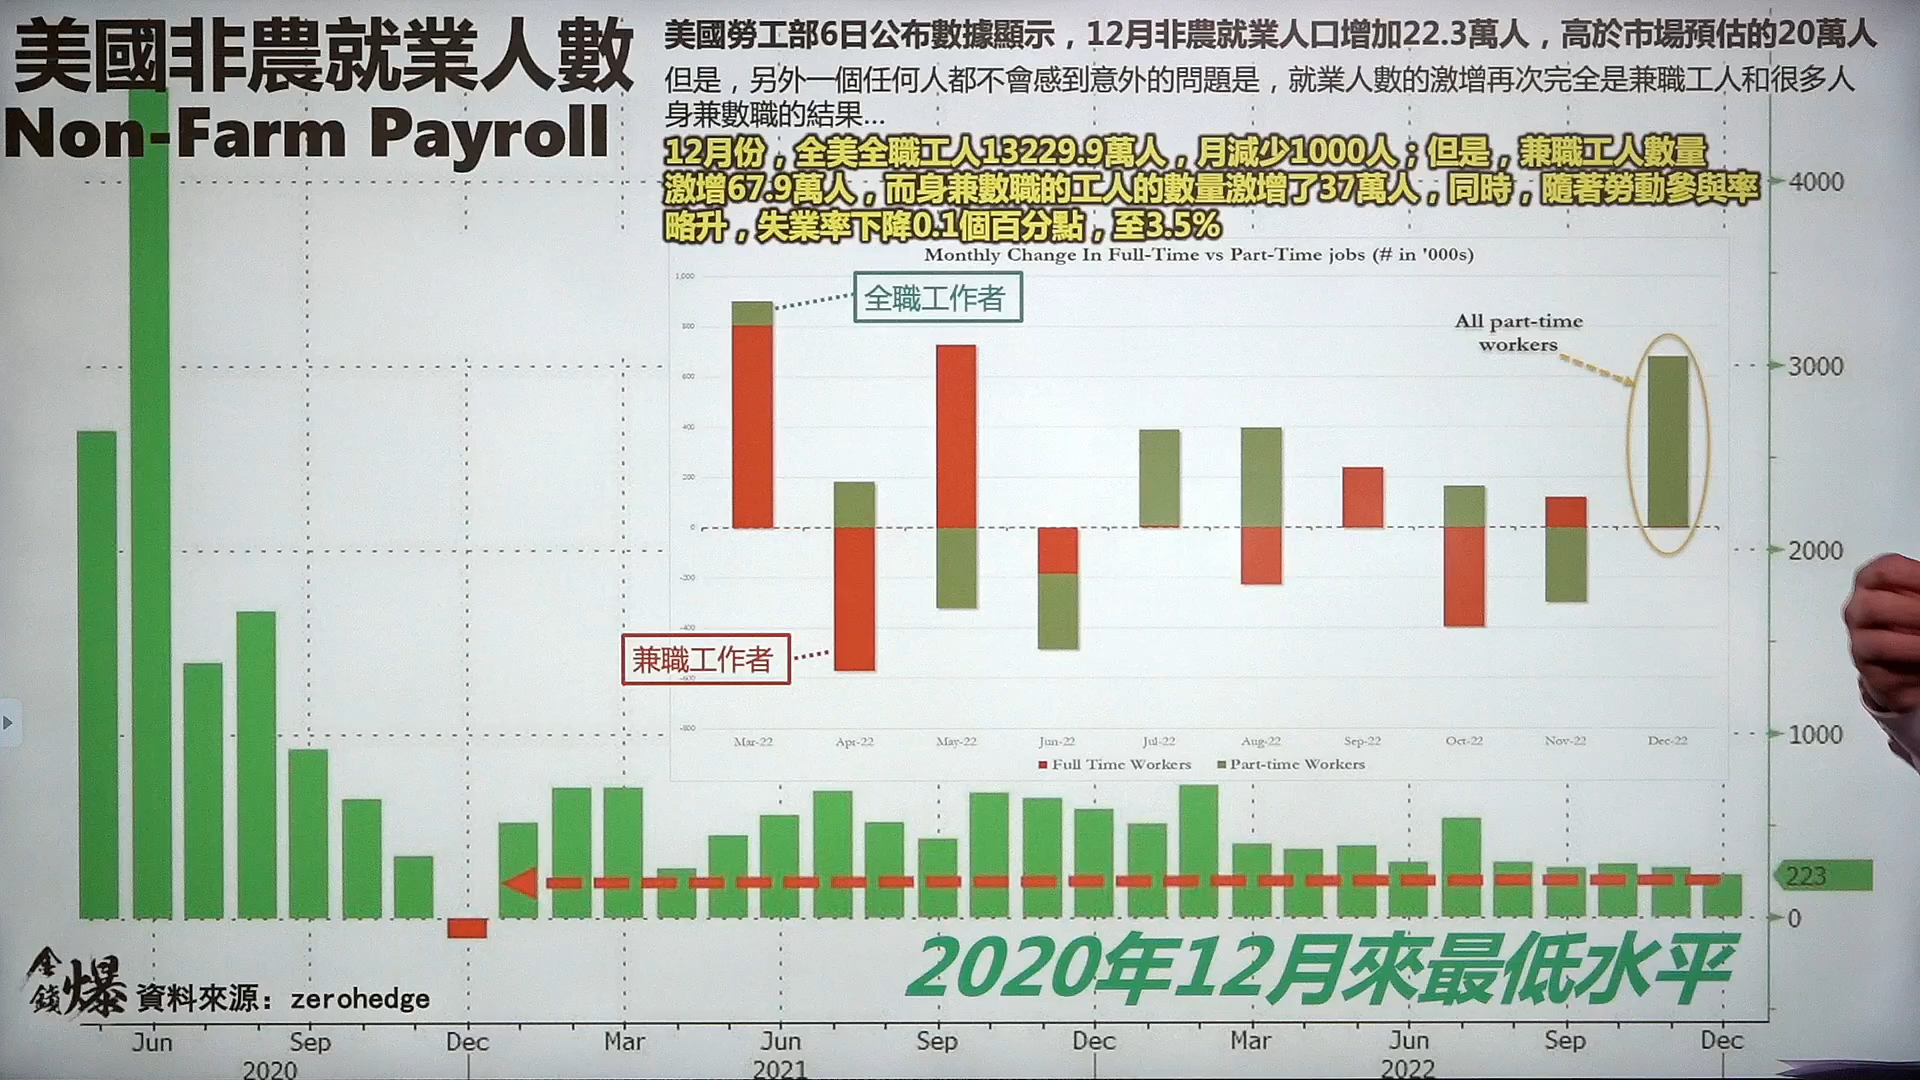 美國非農就業人數
Non-Farm Payroll
美國勞工部6日公布數據顯示，12月非農就業人口增加22.3萬人，高於市場預估的20萬人
但是，另外一個任何人都不會感到意外的問題是，就業人數的激增再次完全是兼職工人和很多人
身兼數職的結果...
12月份，全美全職工人13229.9萬人，月減少1000人；但是，兼職工人數量
激增67.9萬人，而身兼數職的工人的數量激增了37萬人，同時，隨著勞動參與率
略升，失業率下降0.1個百分點，至3.5%
Monthly Change In Full-Time vs Part-Time jobs (# in '000s)
1,000
800
600
400
200
0
-200
-400
-600
-800
全職工作者
兼職工作者
All part-time
workers
Mar-22 Apr-22 May-22 Jun-22 Jul-22 Aug-22 Sep-22 Oct-22 Nov-22 Dec-22
Full Time Workers Part-time Workers
4000
3000
2000
1000
223
0
2020年12月來最低水平
金錢爆 資料來源：zerohedge
Jun Sep Dec Mar Jun Sep Dec Mar Jun Sep Dec
2020 2021 2022